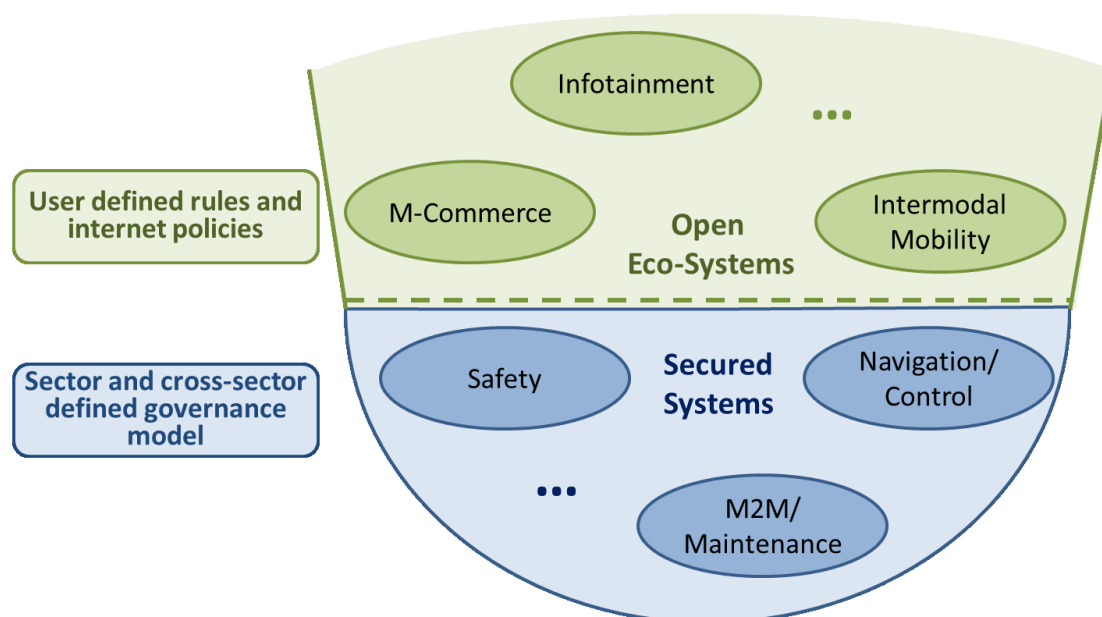 Infotainment
...
User defined rules and
internet policies
M-Commerce
Open
Eco-Systems
Intermodal
Mobility
Sector and cross-sector
defined governance
model
Safety
Secured
Systems
Navigation/
Control
...
M2M/
Maintenance